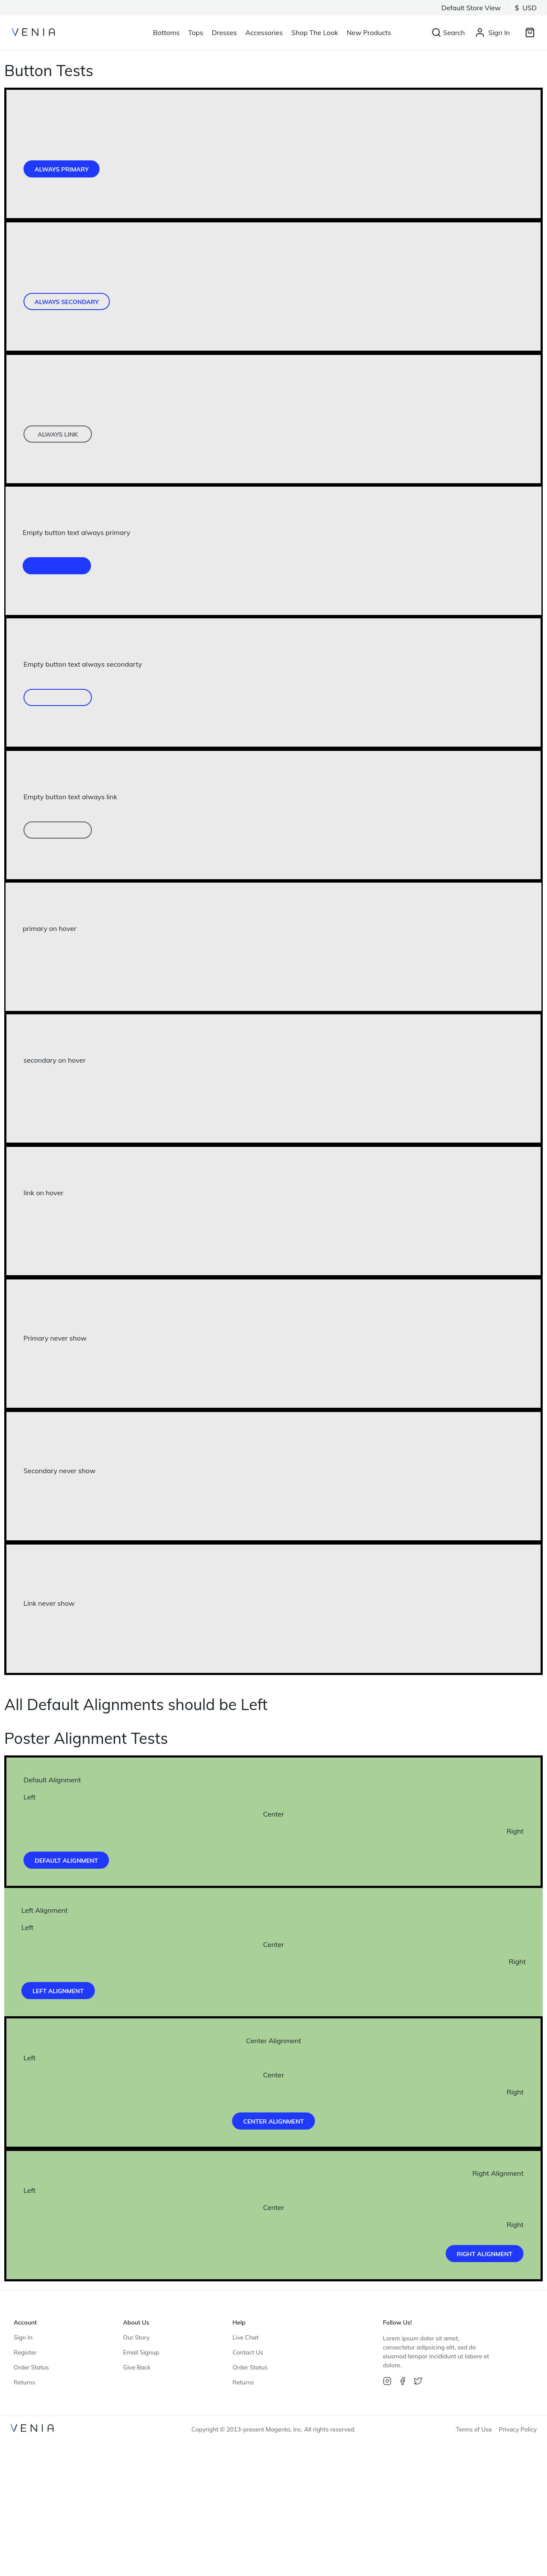 Default Store View $ USD
VENIA Bottoms Tops Dresses Accessories Shop The Look New Products Search Sign In
Button Tests
ALWAYS PRIMARY
ALWAYS SECONDARY
ALWAYS LINK
Empty button text always primary
Empty button text always secondarty
Empty button text always link
primary on hover
secondary on hover
link on hover
Primary never show
Secondary never show
Link never show
All Default Alignments should be Left
Poster Alignment Tests
Default Alignment
Left
Center
Right
DEFAULT ALIGNMENT
Left Alignment
Left
Center
Right
LEFT ALIGNMENT
Center Alignment
Left
Center
Right
CENTER ALIGNMENT
Right Alignment
Left
Center
Right
RIGHT ALIGNMENT
Account
Sign In
Register
Order Status
Returns
About Us
Our Story
Email Signup
Give Back
Help
Live Chat
Contact Us
Order Status
Returns
Follow Us!
Lorem ipsum dolor sit amet,
consectetur adipsicing elit, sed do
eiusmod tempor incididunt ut labore et
dolore.
VENIA Copyright © 2013-present Magento, Inc. All rights reserved. Terms of Use Privacy Policy